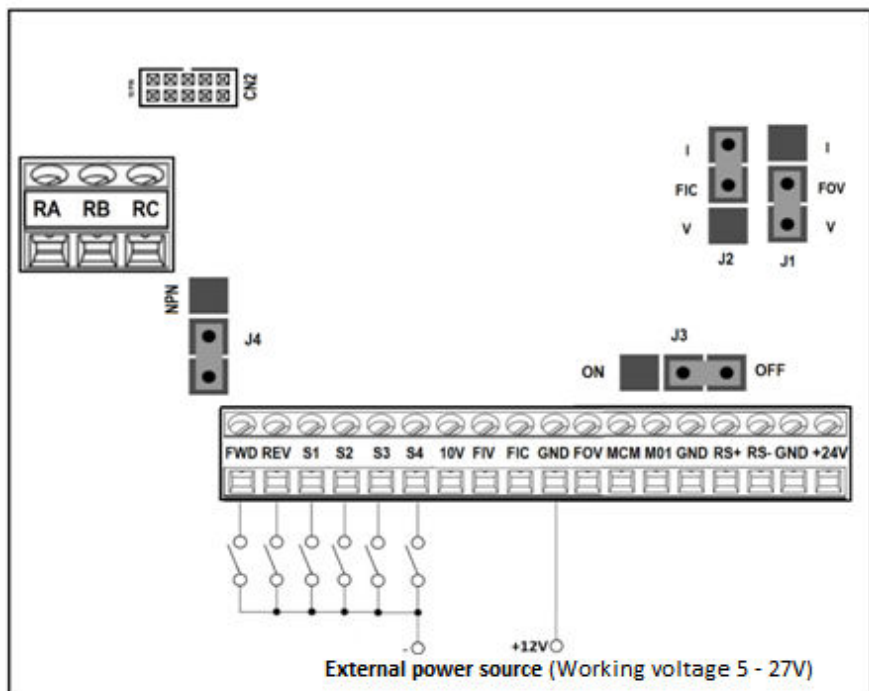 CN2
I
I
RA RB RC
FIC
FOV
V
V
J2
J1
NPN
J4
J3
ON
OFF
FWD REV S1 S2 S3 S4 10V FIV FIC GND FOV MCM M01 GND RS+ RS- GND +24V
-
+12V
External power source (Working voltage 5 - 27V)